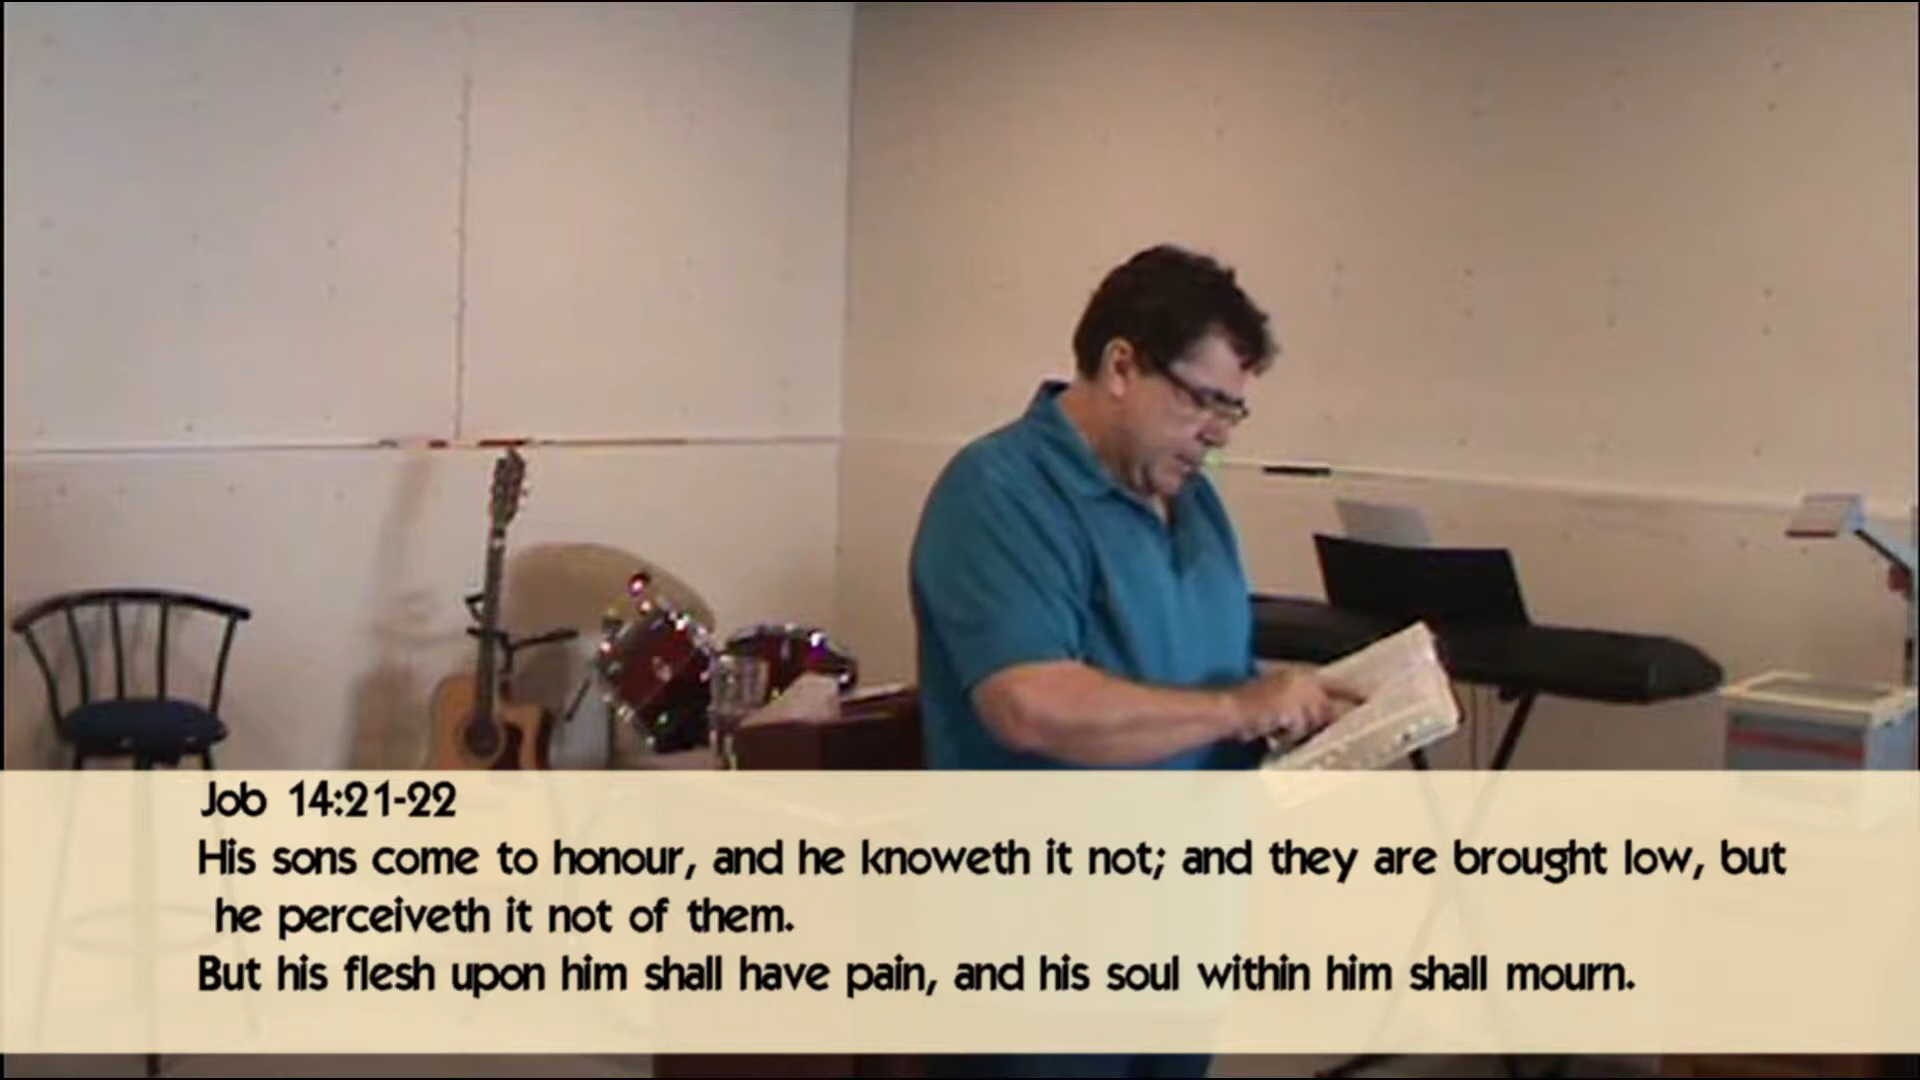 Job 14:21-22
His sons come to honour, and he knoweth it not; and they are brought low, but
he perceiveth it not of them.
But his flesh upon him shall have pain, and his soul within him shall mourn.